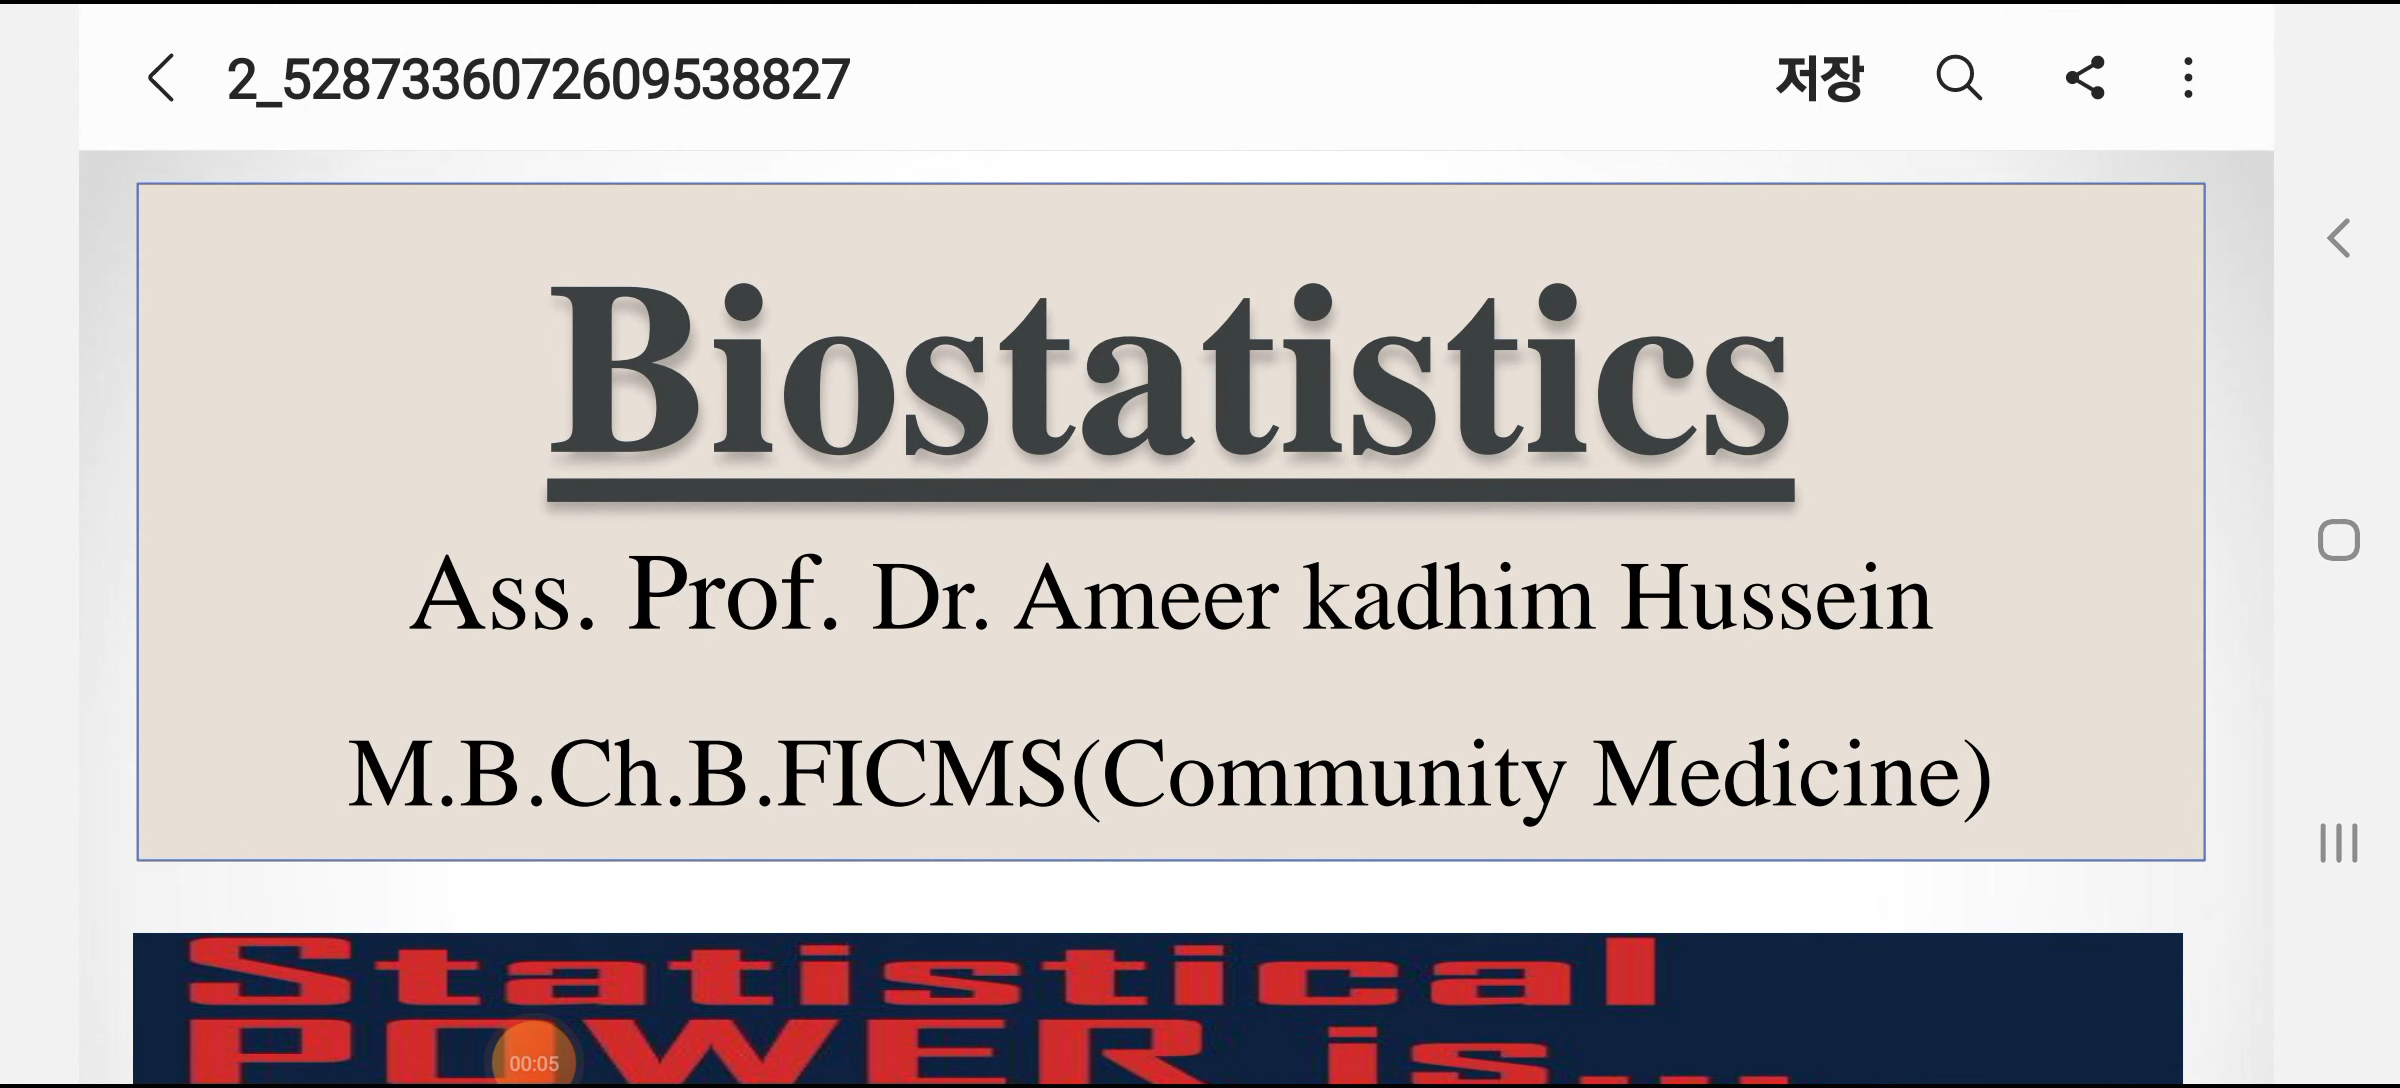 2_5287336072609538827
저장
Biostatistics
Ass. Prof. Dr. Ameer kadhim Hussein
M.B.Ch.B.FICMS(Community Medicine)
Statistical
POWER is...
00:05